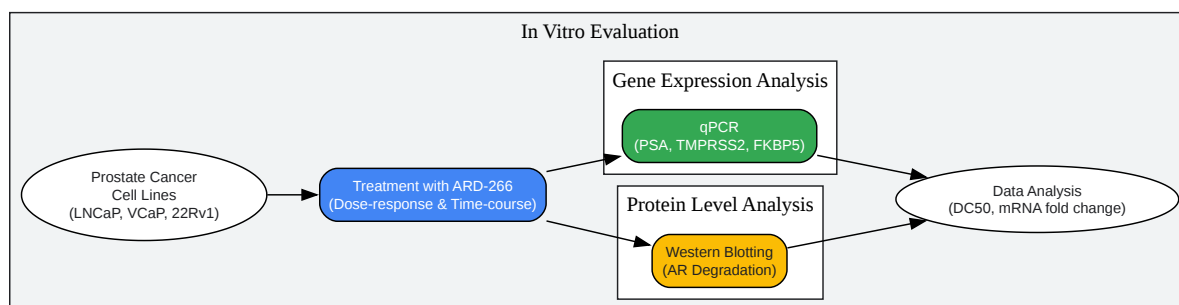 In Vitro Evaluation
Prostate Cancer
Cell Lines
(LNCaP, VCaP, 22Rv1)
Treatment with ARD-266
(Dose-response & Time-course)
Gene Expression Analysis
qPCR
(PSA, TMPRSS2, FKBP5)
Protein Level Analysis
Western Blotting
(AR Degradation)
Data Analysis
(DC50, mRNA fold change)